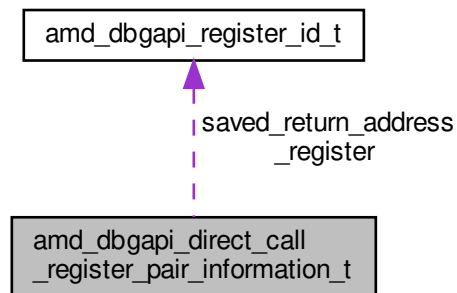 amd_dbgapi_register_id_t
saved_return_address
_register
amd_dbgapi_direct_call
_register_pair_information_t